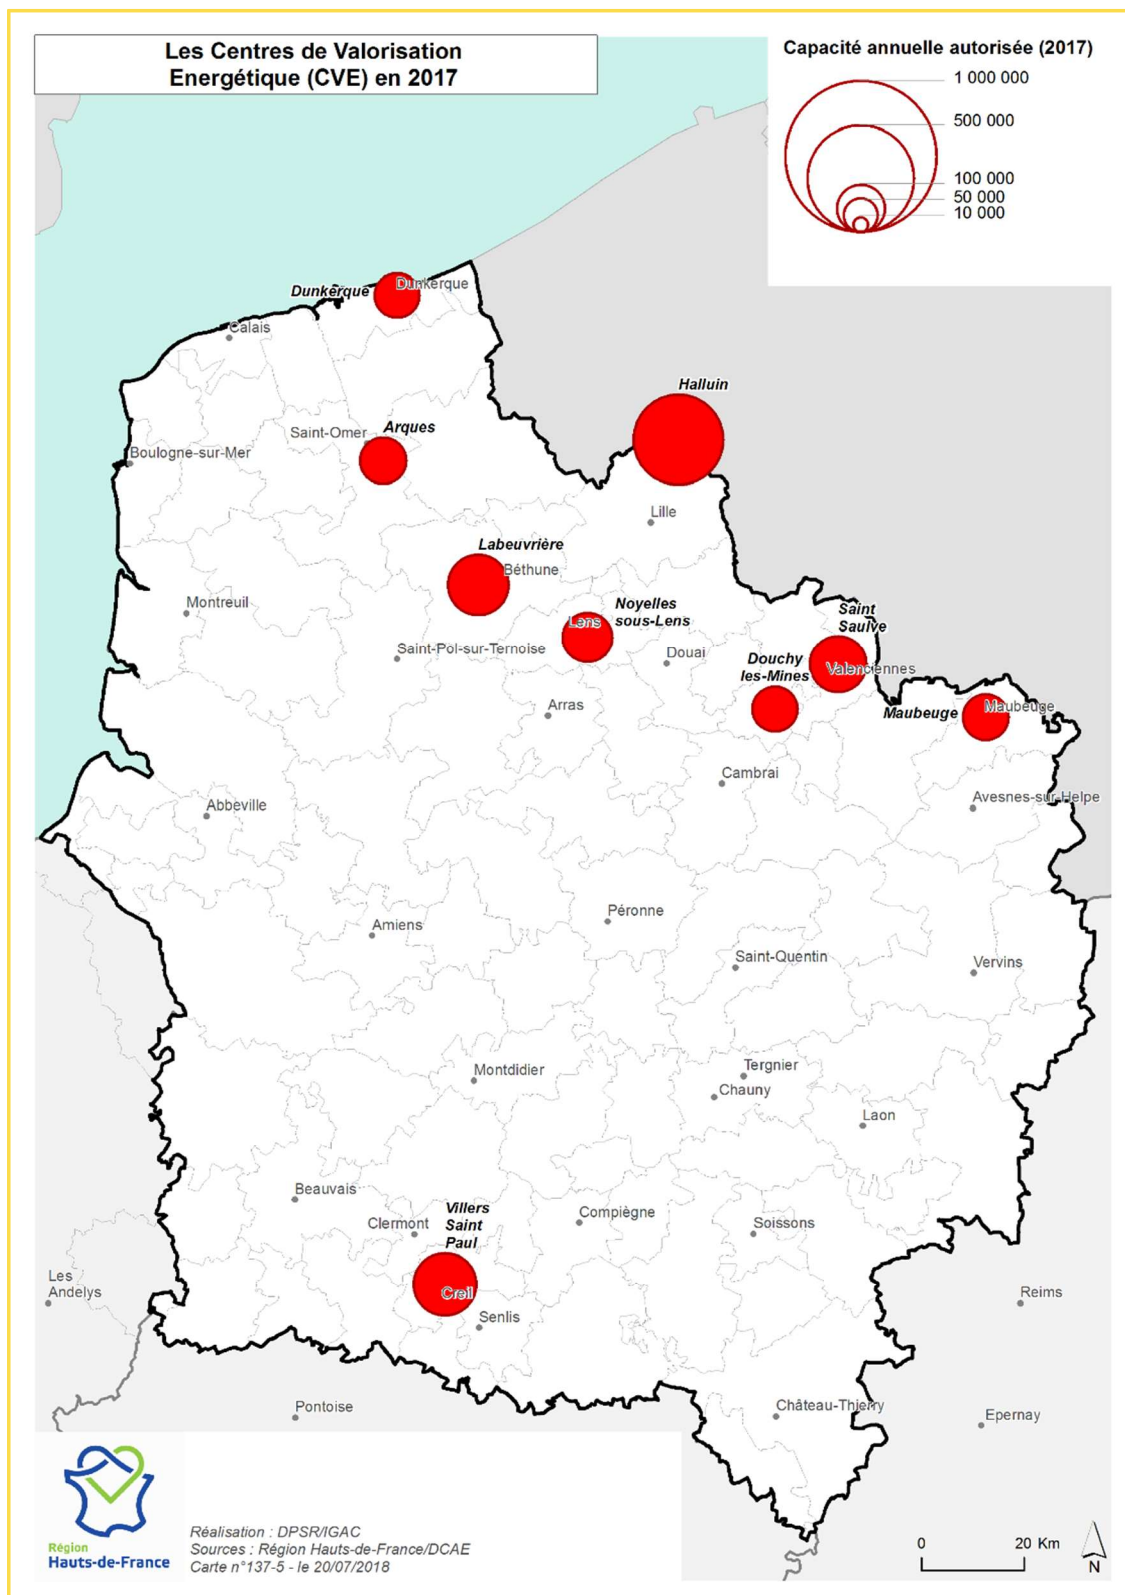 Les Centres de Valorisation
Energétique (CVE) en 2017
Capacité annuelle autorisée (2017)
1 000 000
500 000
100 000
50 000
10 000
Dunkerque
Dunkerque
Calais
Halluin
Saint-Omer
Arques
Boulogne-sur-Mer
Lille
Labeuvrière
Béthune
Montreuil
Noyelles
sous-Lens
Lens
Saint
Saulve
Saint-Pol-sur-Ternoise
Douai
Douchy
les-Mines
Valenciennes
Arras
Maubeuge
Maubeuge
Cambrai
Abbeville
Avesnes-sur-Helpe
Amiens
Péronne
Saint-Quentin
Vervins
Montdidier
Tergnier
Chauny
Laon
Beauvais
Clermont
Villers
Saint
Paul
Compiègne
Soissons
Les
Andelys
Creil
Senlis
Reims
Pontoise
Château-Thierry
Epernay
Région
Hauts-de-France
Réalisation : DPSR/IGAC
Sources : Région Hauts-de-France/DCAE
Carte n°137-5 - le 20/07/2018
0 20 Km
N